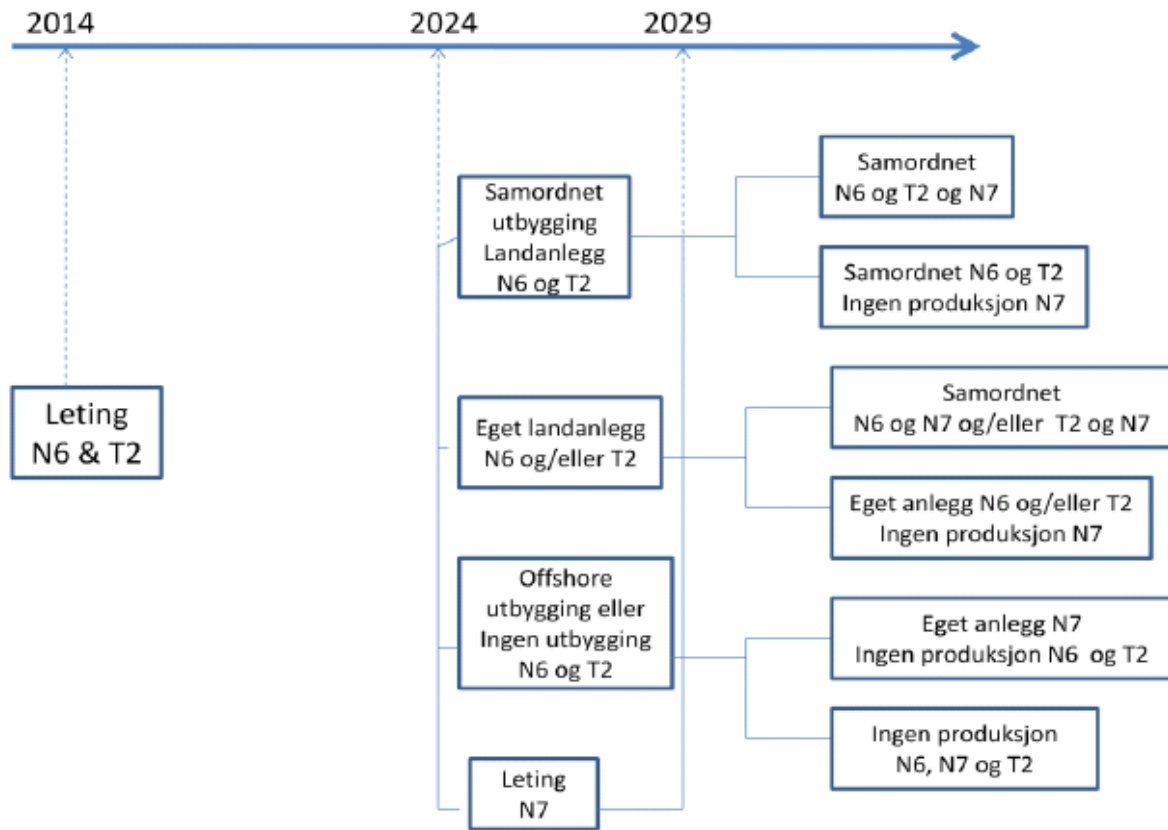 2014
2024
2029
Leting
N6 & T2
Samordnet
utbygging
Landanlegg
N6 og T2
Eget landanlegg
N6 og/eller T2
Offshore
utbygging eller
Ingen utbygging
N6 og T2
Leting
N7
Samordnet
N6 og T2 og N7
Samordnet N6 og T2
Ingen produksjon N7
Samordnet
N6 og N7 og/eller T2 og N7
Eget anlegg N6 og/eller T2
Ingen produksjon N7
Eget anlegg N7
Ingen produksjon N6 og T2
Ingen produksjon
N6, N7 og T2